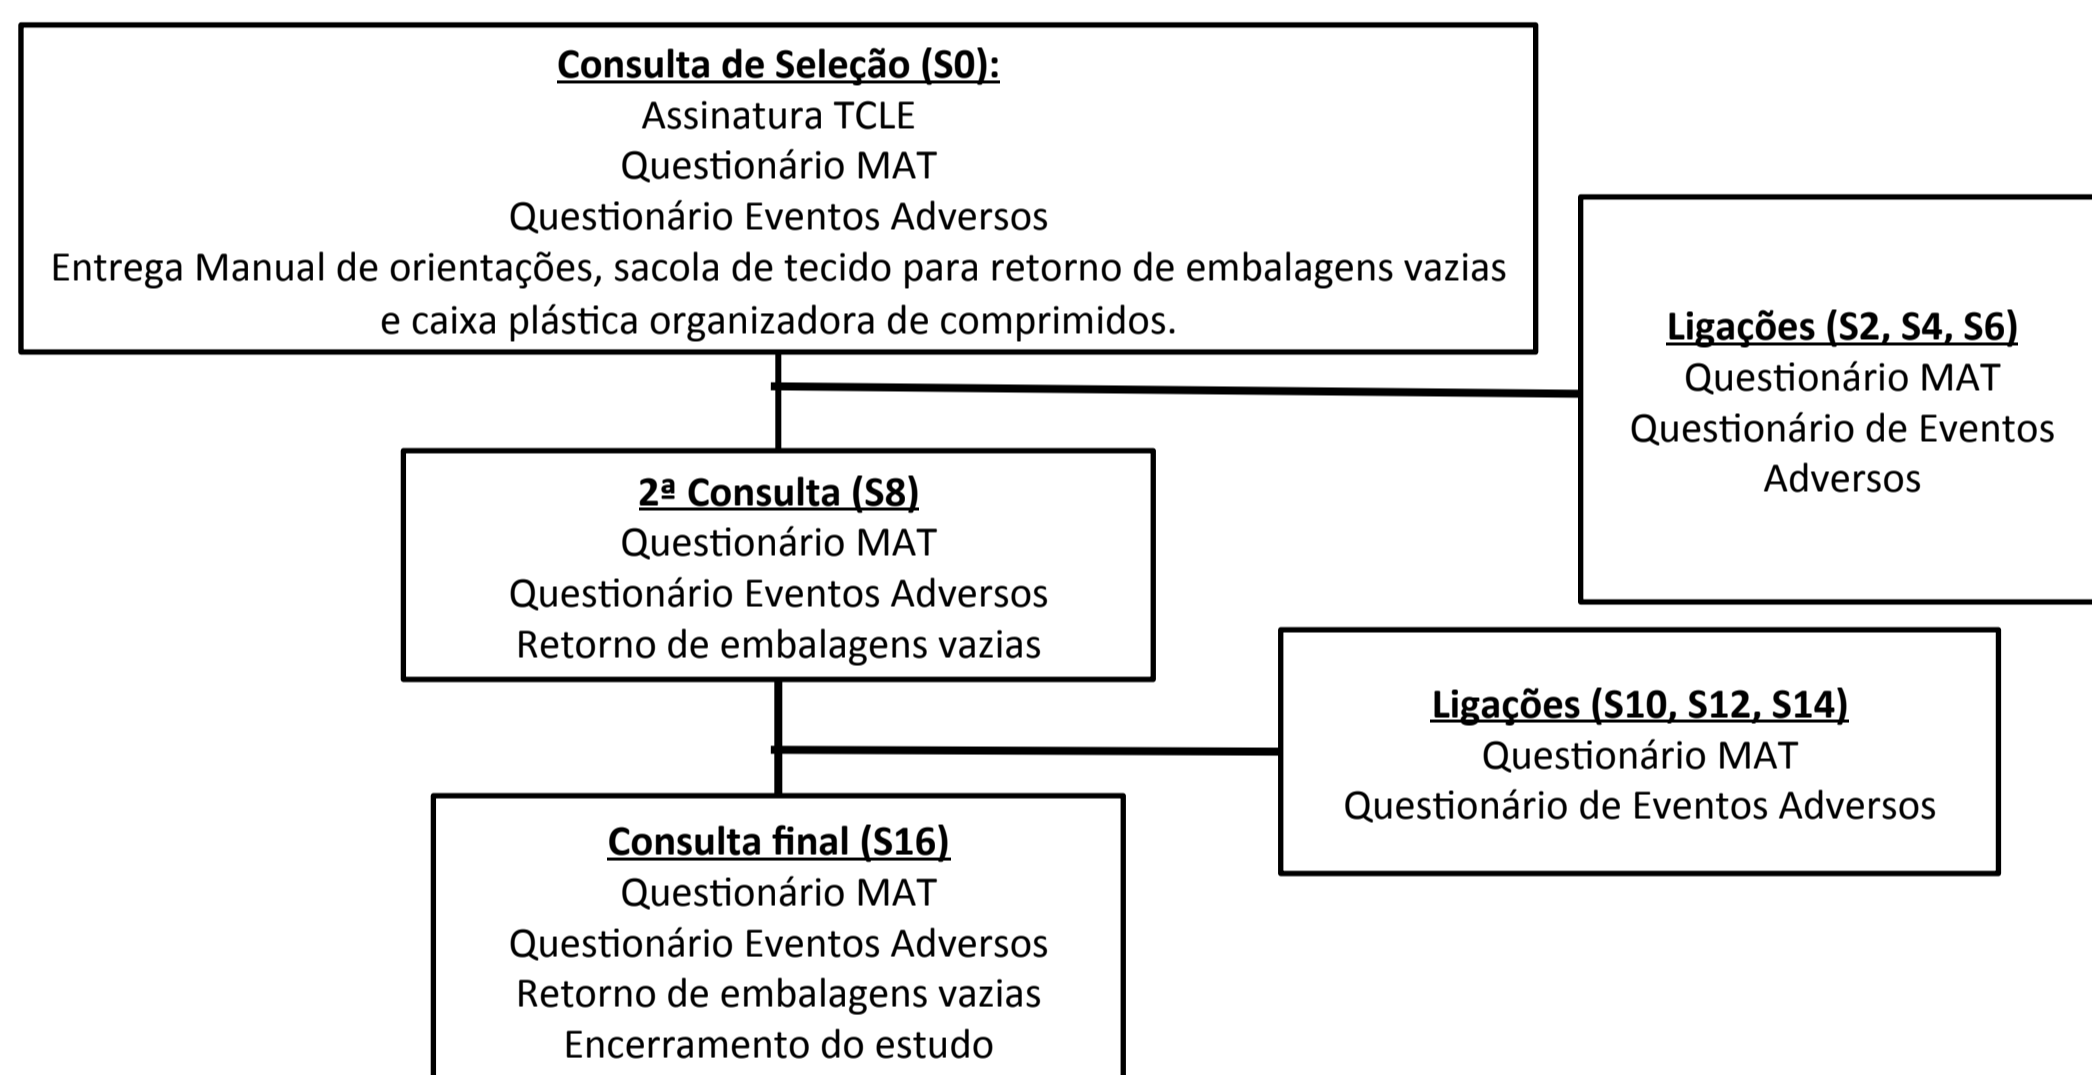 Consulta de Seleção (S0):
Assinatura TCLE
Questionário MAT
Questionário Eventos Adversos
Entrega Manual de orientações, sacola de tecido para retorno de embalagens vazias
e caixa plástica organizadora de comprimidos.
Ligações (S2, S4, S6)
Questionário MAT
Questionário de Eventos
Adversos
2ª Consulta (S8)
Questionário MAT
Questionário Eventos Adversos
Retorno de embalagens vazias
Ligações (S10, S12, S14)
Questionário MAT
Questionário de Eventos Adversos
Consulta final (S16)
Questionário MAT
Questionário Eventos Adversos
Retorno de embalagens vazias
Encerramento do estudo